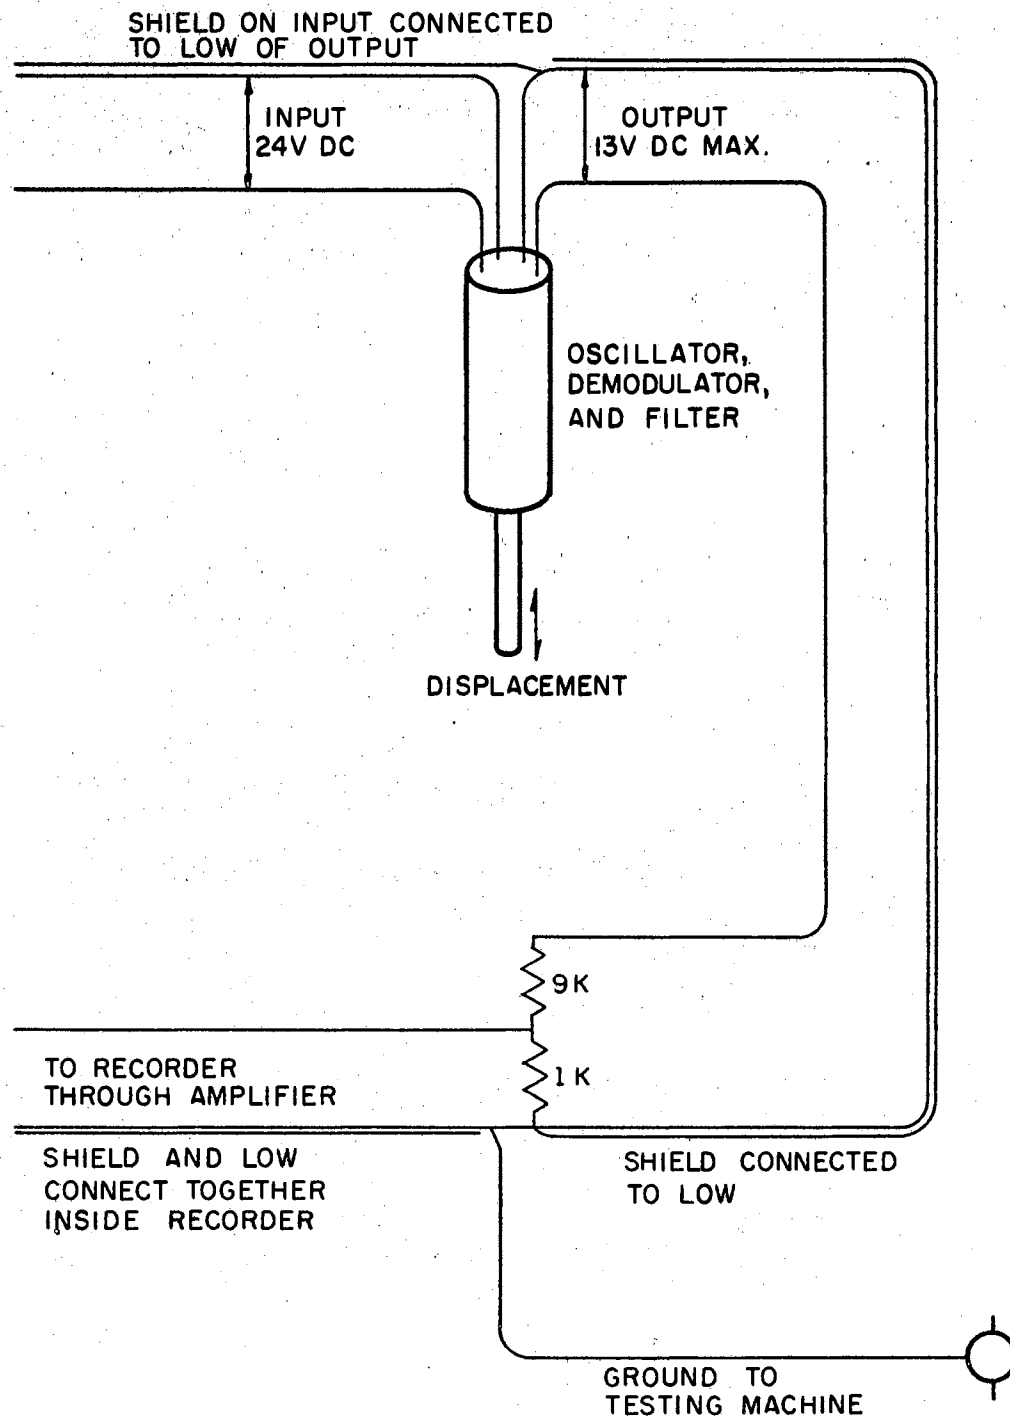 SHIELD ON INPUT CONNECTED
TO LOW OF OUTPUT
INPUT
24V DC
OUTPUT
13V DC MAX.
OSCILLATOR,
DEMODULATOR,
AND FILTER
DISPLACEMENT
9K
1K
TO RECORDER
THROUGH AMPLIFIER
SHIELD AND LOW
CONNECT TOGETHER
INSIDE RECORDER
SHIELD CONNECTED
TO LOW
GROUND TO
TESTING MACHINE